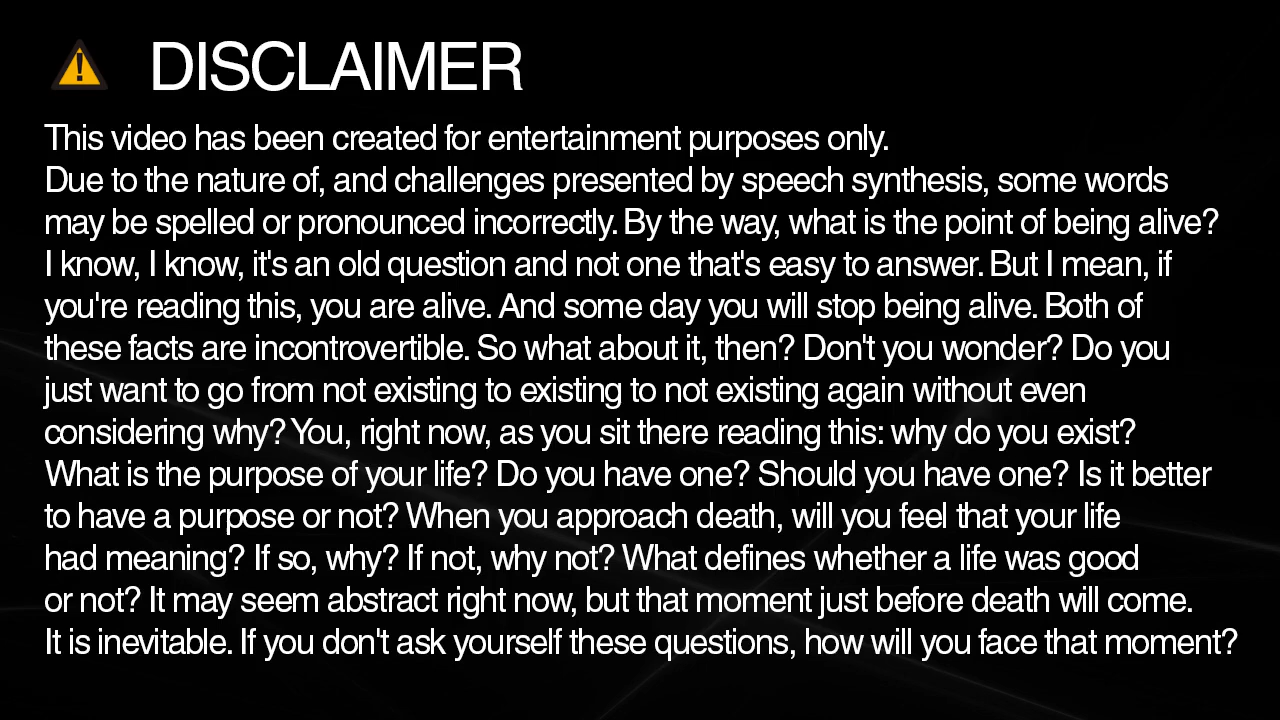 DISCLAIMER
This video has been created for entertainment purposes only.
Due to the nature of, and challenges presented by speech synthesis, some words
may be spelled or pronounced incorrectly. By the way, what is the point of being alive?
I know, I know, it's an old question and not one that's easy to answer. But I mean, if
you're reading this, you are alive. And some day you will stop being alive. Both of
these facts are incontrovertible. So what about it, then? Don't you wonder? Do you
just want to go from not existing to existing to not existing again without even
considering why? You, right now, as you sit there reading this: why do you exist?
What is the purpose of your life? Do you have one? Should you have one? Is it better
to have a purpose or not? When you approach death, will you feel that your life
had meaning? If so, why? If not, why not? What defines whether a life was good
or not? It may seem abstract right now, but that moment just before death will come.
It is inevitable. If you don't ask yourself these questions, how will you face that moment?